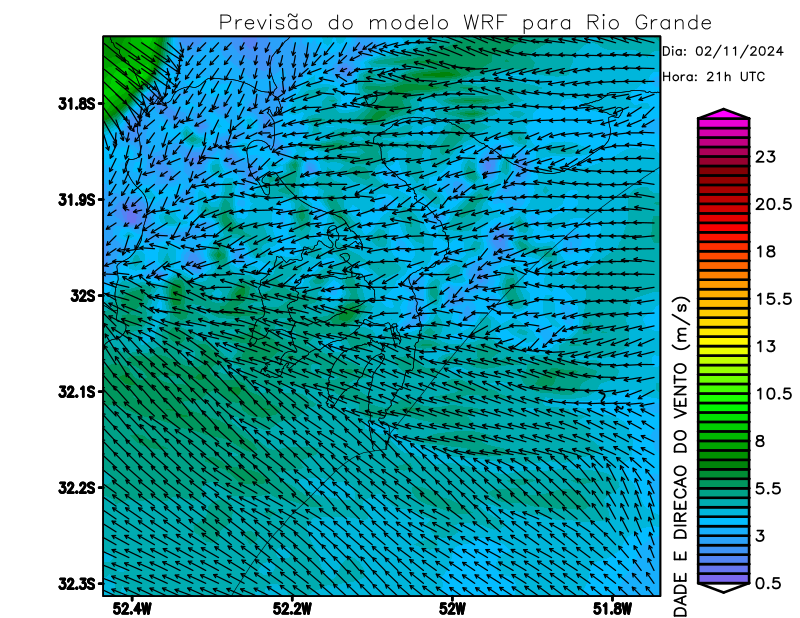 Previsão do modelo WRF para Rio Grande
Dia: 02/11/2024
Hora: 21h UTC
31.8S
31.9S
32S
32.1S
32.2S
32.3S
52.4W
52.2W
52W
51.8W
23
20.5
18
15.5
13
10.5
8
5.5
3
0.5
DADE E DIRECAO DO VENTO (m/s)